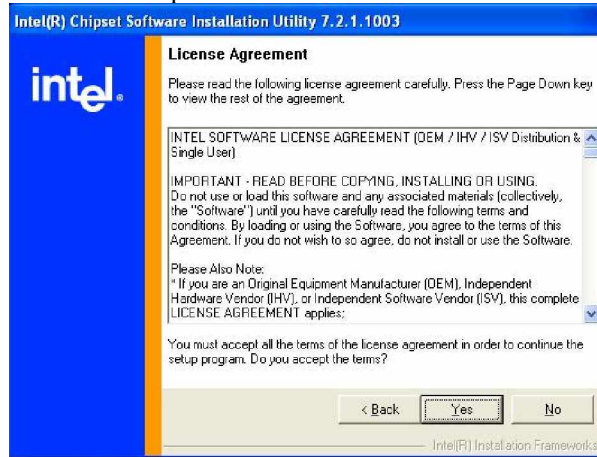 Intel(R) Chipset Software Installation Utility 7.2.1.1003
intel.
License Agreement
Please read the following license agreement carefully. Press the Page Down key
to view the rest of the agreement.
INTEL SOFTWARE LICENSE AGREEMENT (OEM / IHV / ISV Distribution &
Single User)
IMPORTANT - READ BEFORE COPYING, INSTALLING OR USING.
Do not use or load this software and any associated materials (collectively,
the "Software") until you have carefully read the following terms and
conditions. By loading or using the Software, you agree to the terms of this
Agreement. If you do not wish to so agree, do not install or use the Software.
Please Also Note:
* If you are an Original Equipment Manufacturer (OEM), Independent
Hardware Vendor (IHV), or Independent Software Vendor (ISV), this complete
LICENSE AGREEMENT applies;
You must accept all the terms of the license agreement in order to continue the
setup program. Do you accept the terms?
< Back Yes No
Intel(R) Installation Frameworks